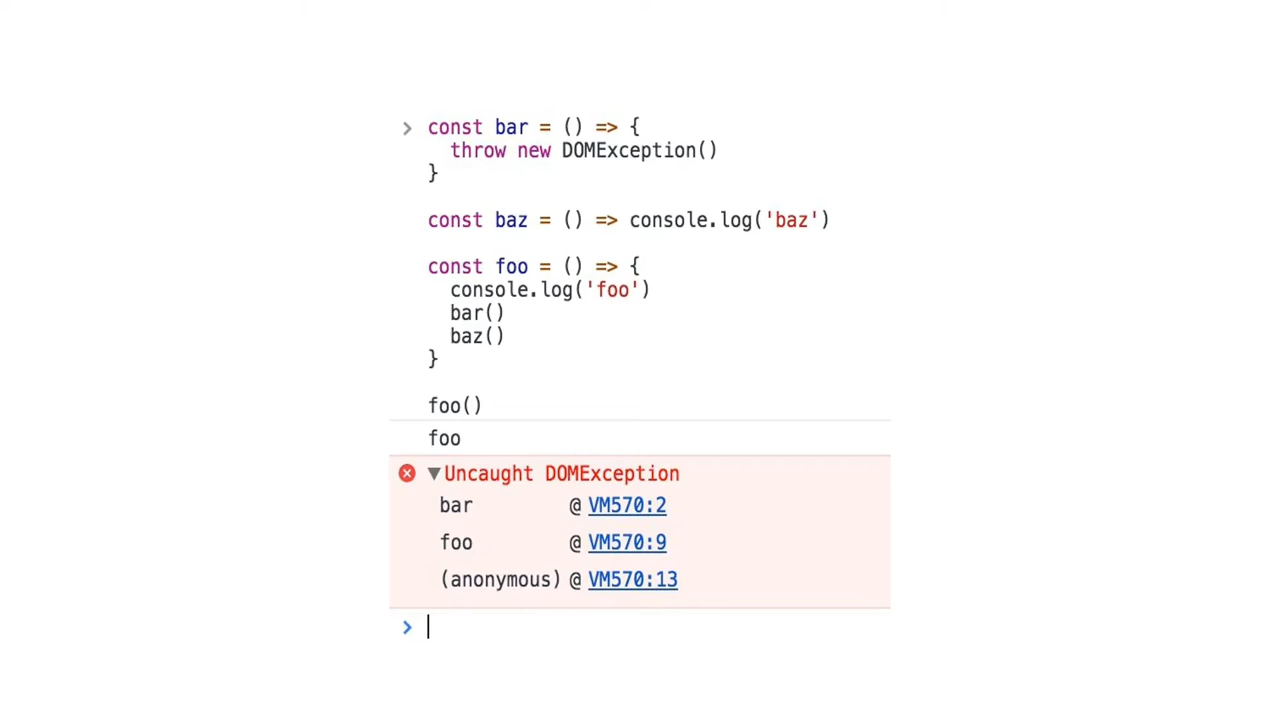 > const bar = () => {
throw new DOMException()
}
const baz = () => console.log('baz')
const foo = () => {
console.log('foo')
bar()
baz()
}
foo()
foo
▼Uncaught DOMException
bar @ VM570:2
foo @ VM570:9
(anonymous) @ VM570:13
>